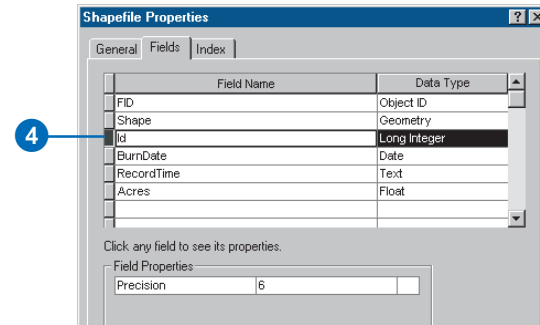 Shapefile Properties ? X
General Fields Index
Field Name Data Type
FID Object ID
Shape Geometry
4 Id Long Integer
BurnDate Date
RecordTime Text
Acres Float
Click any field to see its properties.
Field Properties
Precision 6